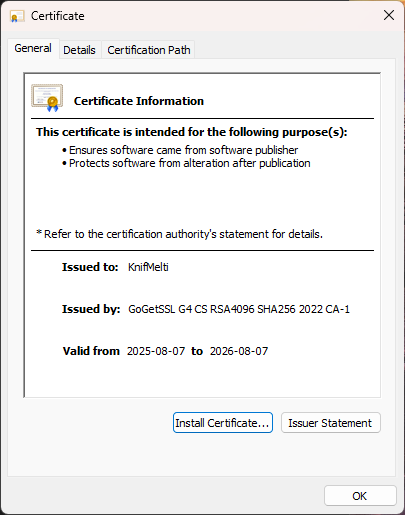 Certificate
General Details Certification Path
Certificate Information
This certificate is intended for the following purpose(s):
• Ensures software came from software publisher
• Protects software from alteration after publication
* Refer to the certification authority's statement for details.
Issued to: KnifMelti
Issued by: GoGetSSL G4 CS RSA4096 SHA256 2022 CA-1
Valid from 2025-08-07 to 2026-08-07
Install Certificate... Issuer Statement
OK